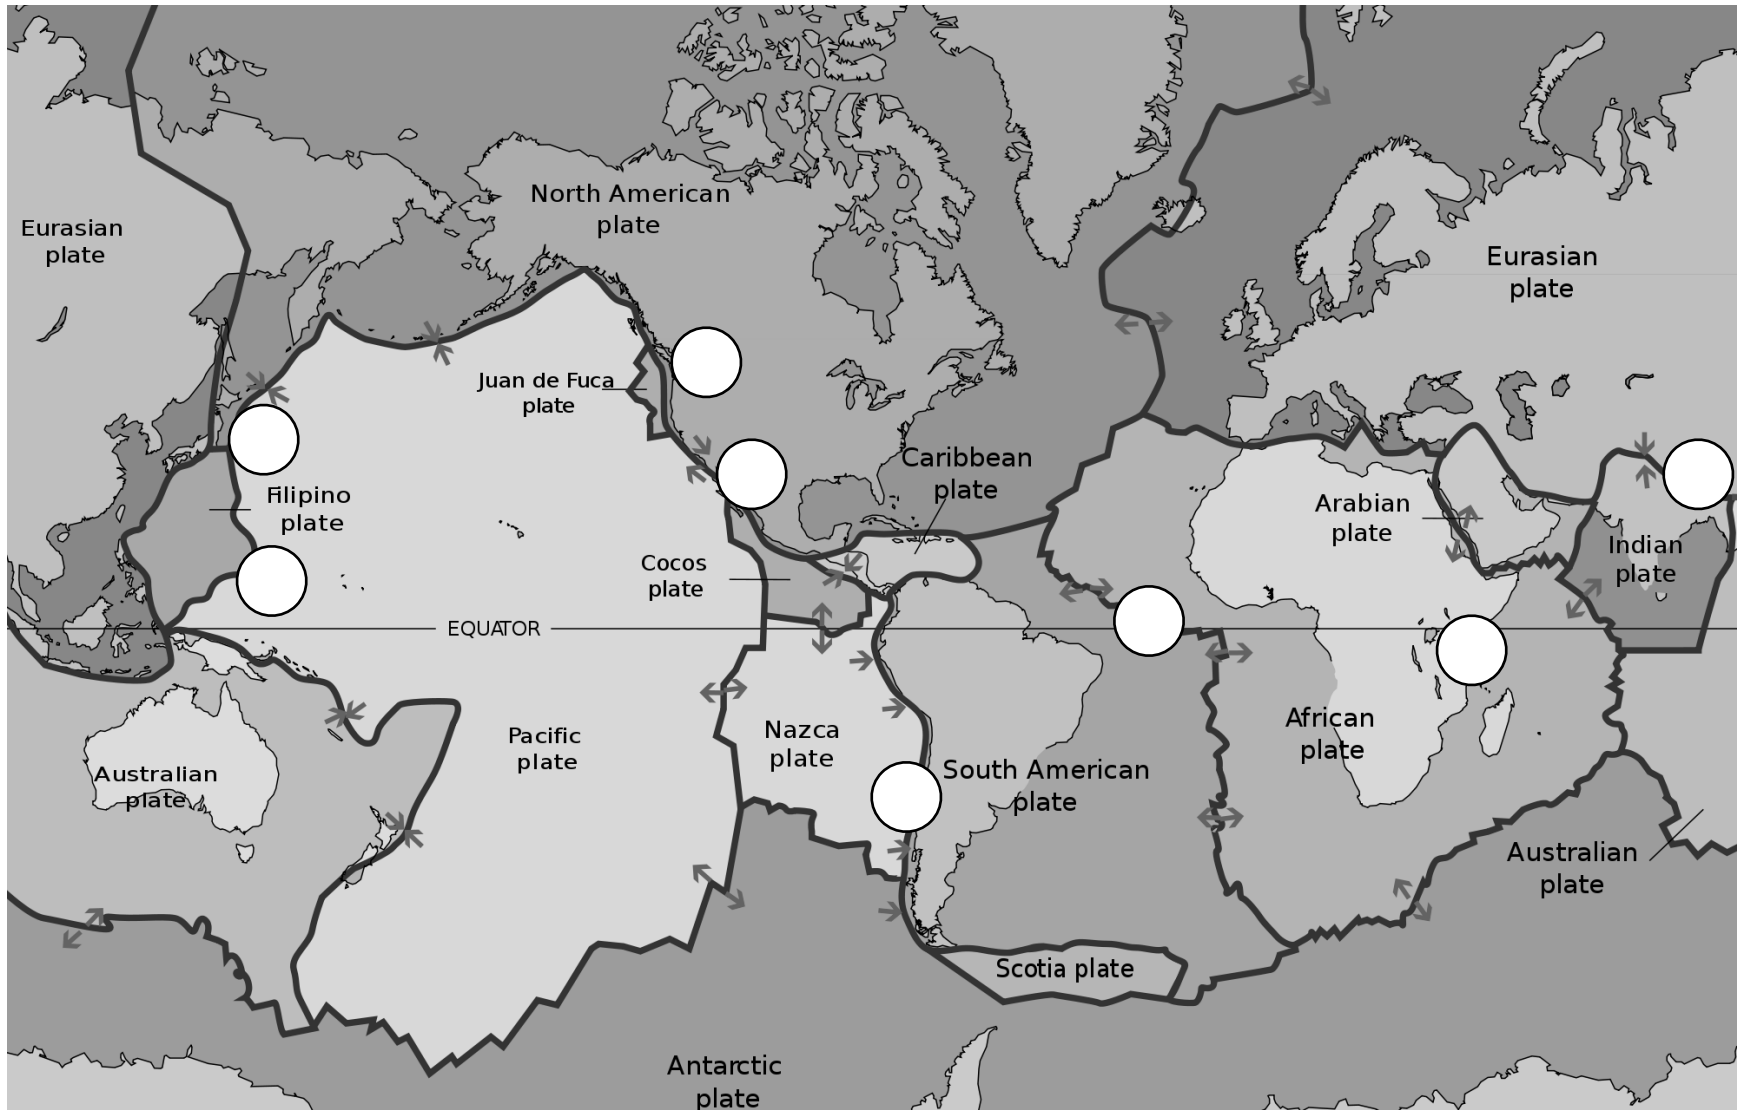 North American
plate
Eurasian
plate
Eurasian
plate
Juan de Fuca
plate
Caribbean
plate
Filipino
plate
Arabian
plate
Cocos
plate
Indian
plate
EQUATOR
Pacific
plate
Nazca
plate
African
plate
Australian
plate
South American
plate
Australian
plate
Scotia plate
Antarctic
plate